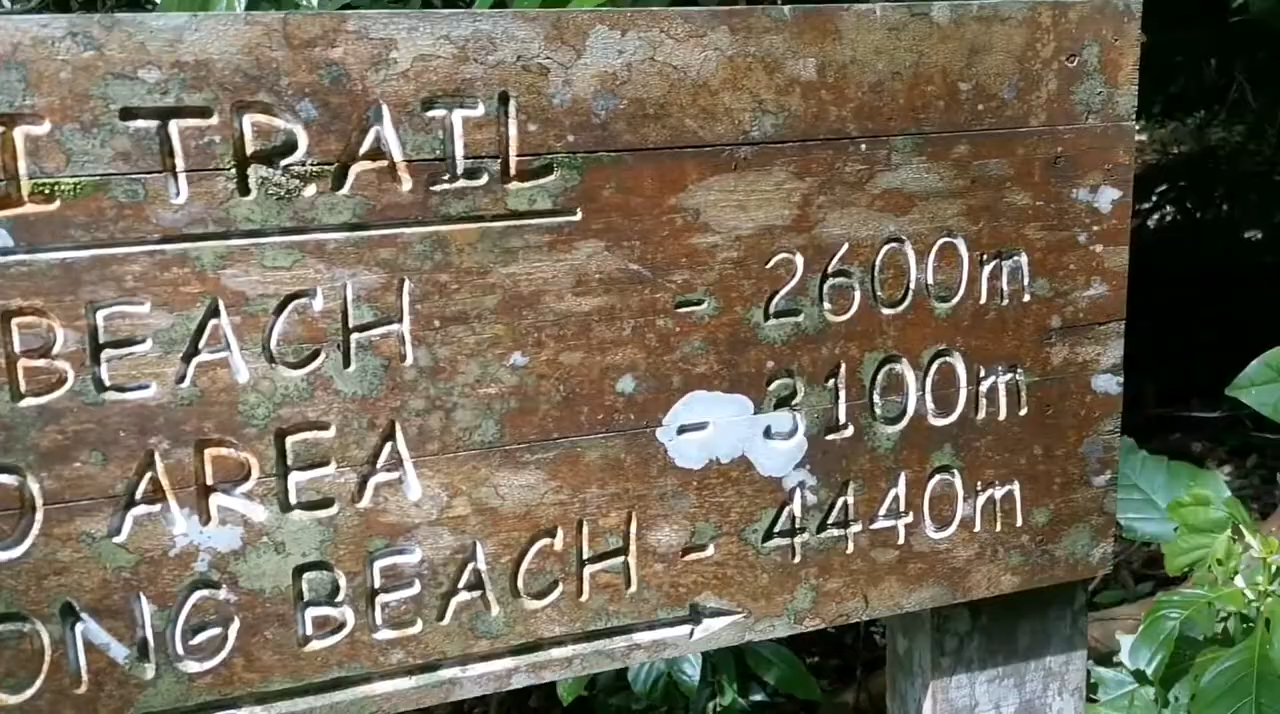 I TRAIL
BEACH - 2600m
O AREA - 3100m
ONG BEACH - 4440m